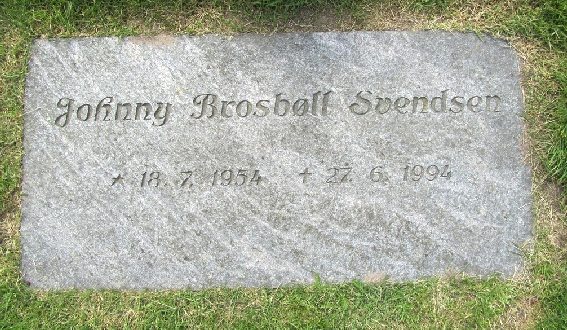 Johnny Brosbøll Svendsen
* 18. 7. 1954 + 27. 6. 1994